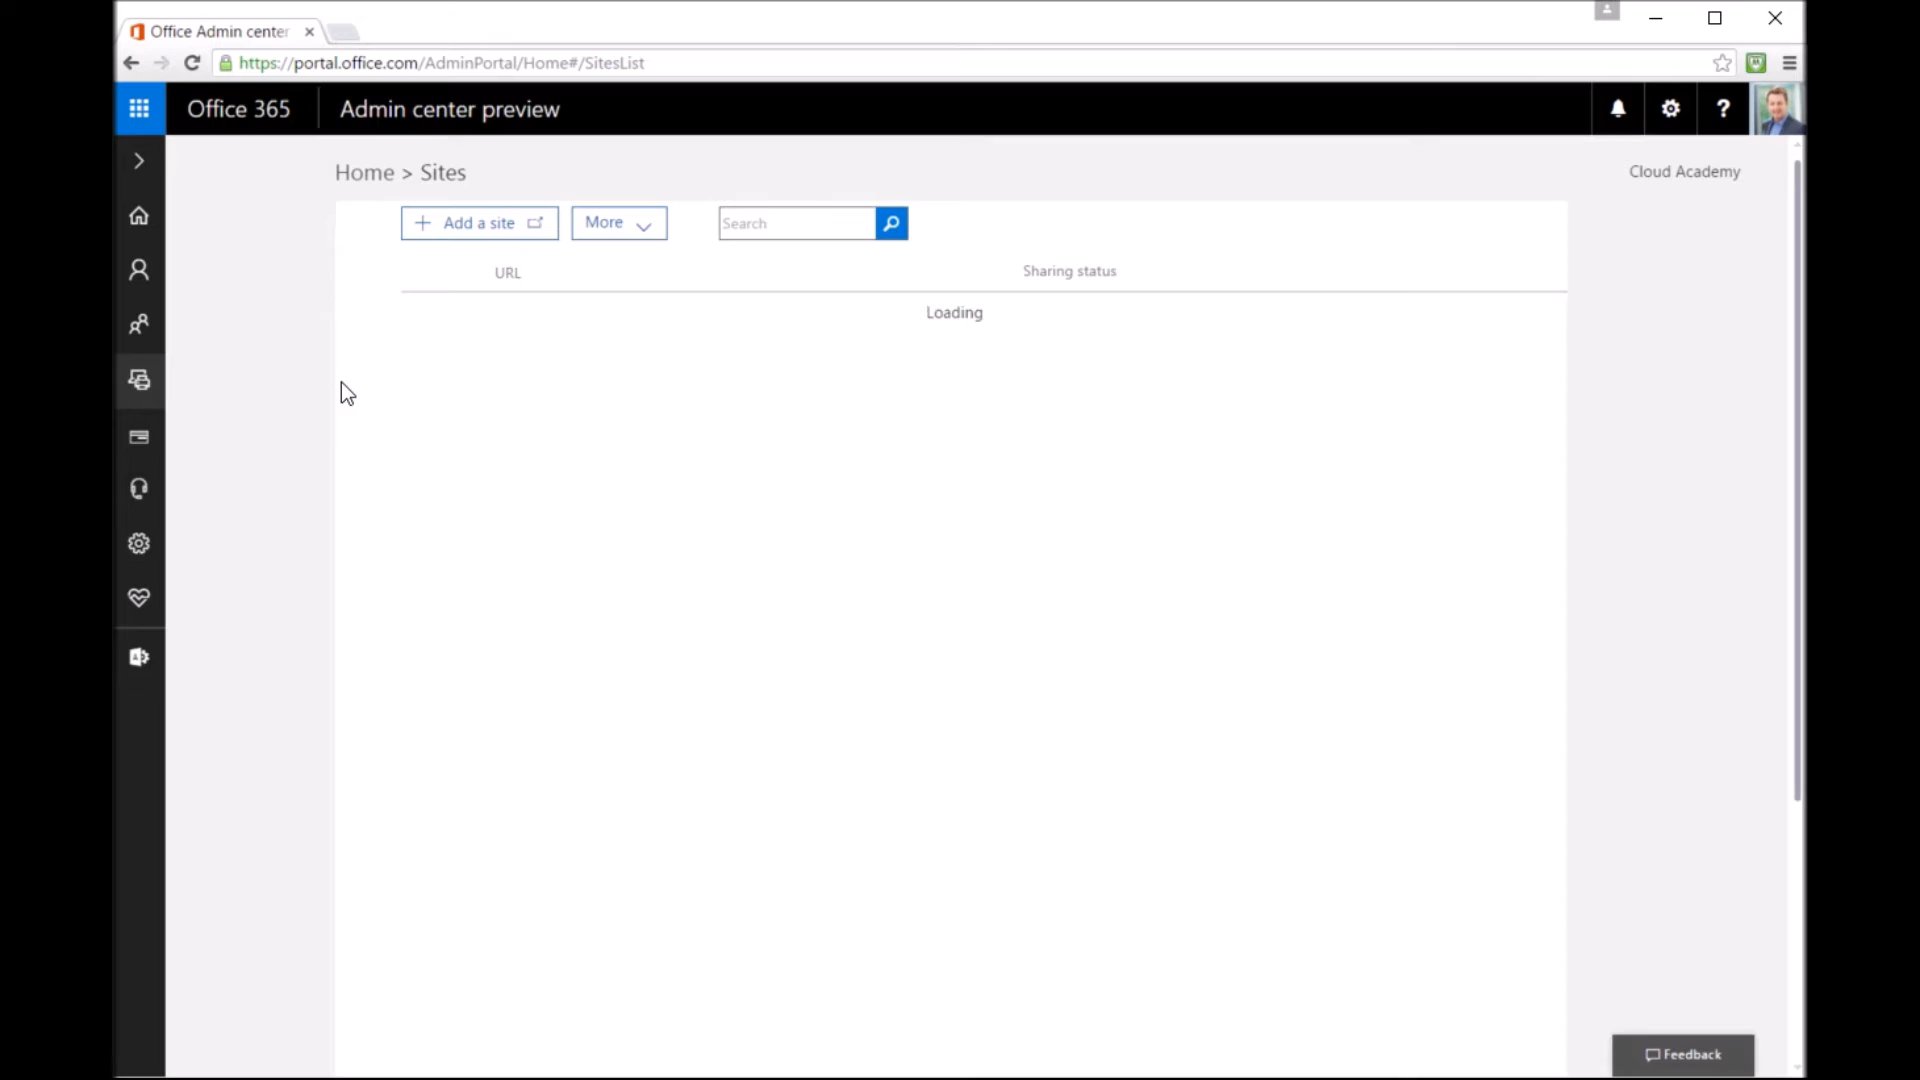 Office Admin center
https://portal.office.com/AdminPortal/Home#/SitesList
Office 365
Admin center preview
?
Home > Sites
Cloud Academy
Add a site
More
Search
URL
Sharing status
Loading
Feedback